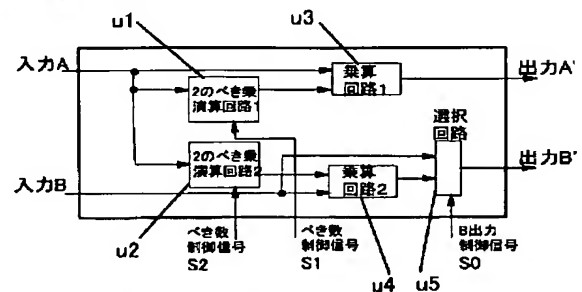 u1
u3
入力A
2のべき乗
演算回路1
乗算
回路1
出力A'
選択
回路
入力B
2のべき乗
演算回路2
乗算
回路2
出力B'
u2
べき数
制御信号
S2
べき数
制御信号
S1
u4
u5
B出力
制御信号
S0